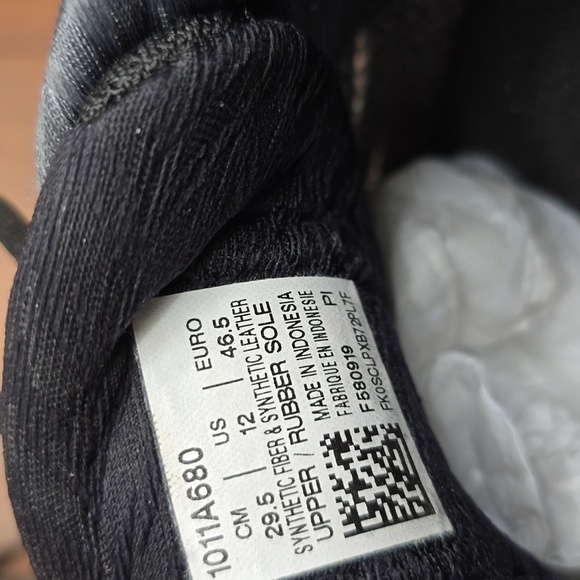 1011A680
CM | US | EURO
29.5 | 12 | 46.5
SYNTHETIC FIBER & SYNTHETIC LEATHER
UPPER / RUBBER SOLE
MADE IN INDONESIA
FABRIQUE EN INDONESIE
F580919 PI
FK0SCLPXB72PL7F